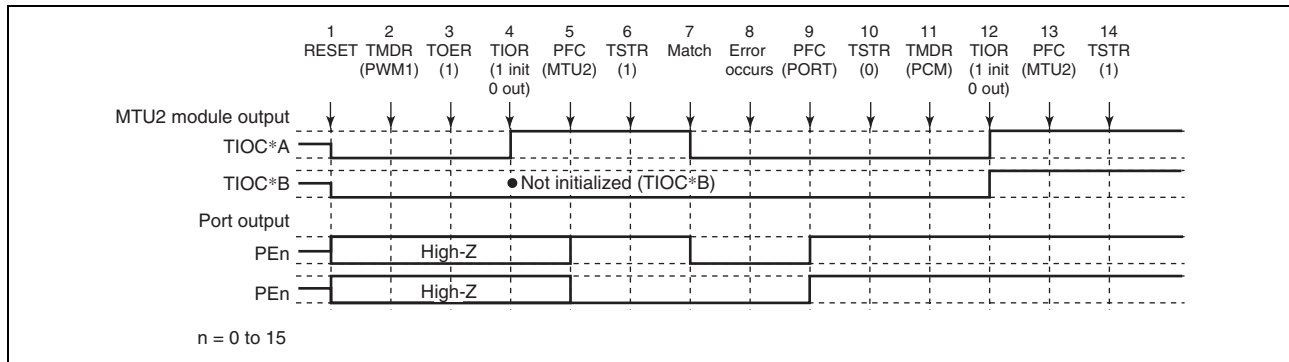 1 2 3 4 5 6 7 8 9 10 11 12 13 14
RESET TMDR TOER TIOR PFC TSTR Match Error PFC TSTR TMDR TIOR PFC TSTR
(PWM1) (1) (1 init (MTU2) (1) occurs (PORT) (0) (PCM) (1 init (MTU2) (1)
0 out) 0 out)
MTU2 module output
TIOC*A
TIOC*B
● Not initialized (TIOC*B)
Port output
PEn
High-Z
PEn
High-Z
n = 0 to 15